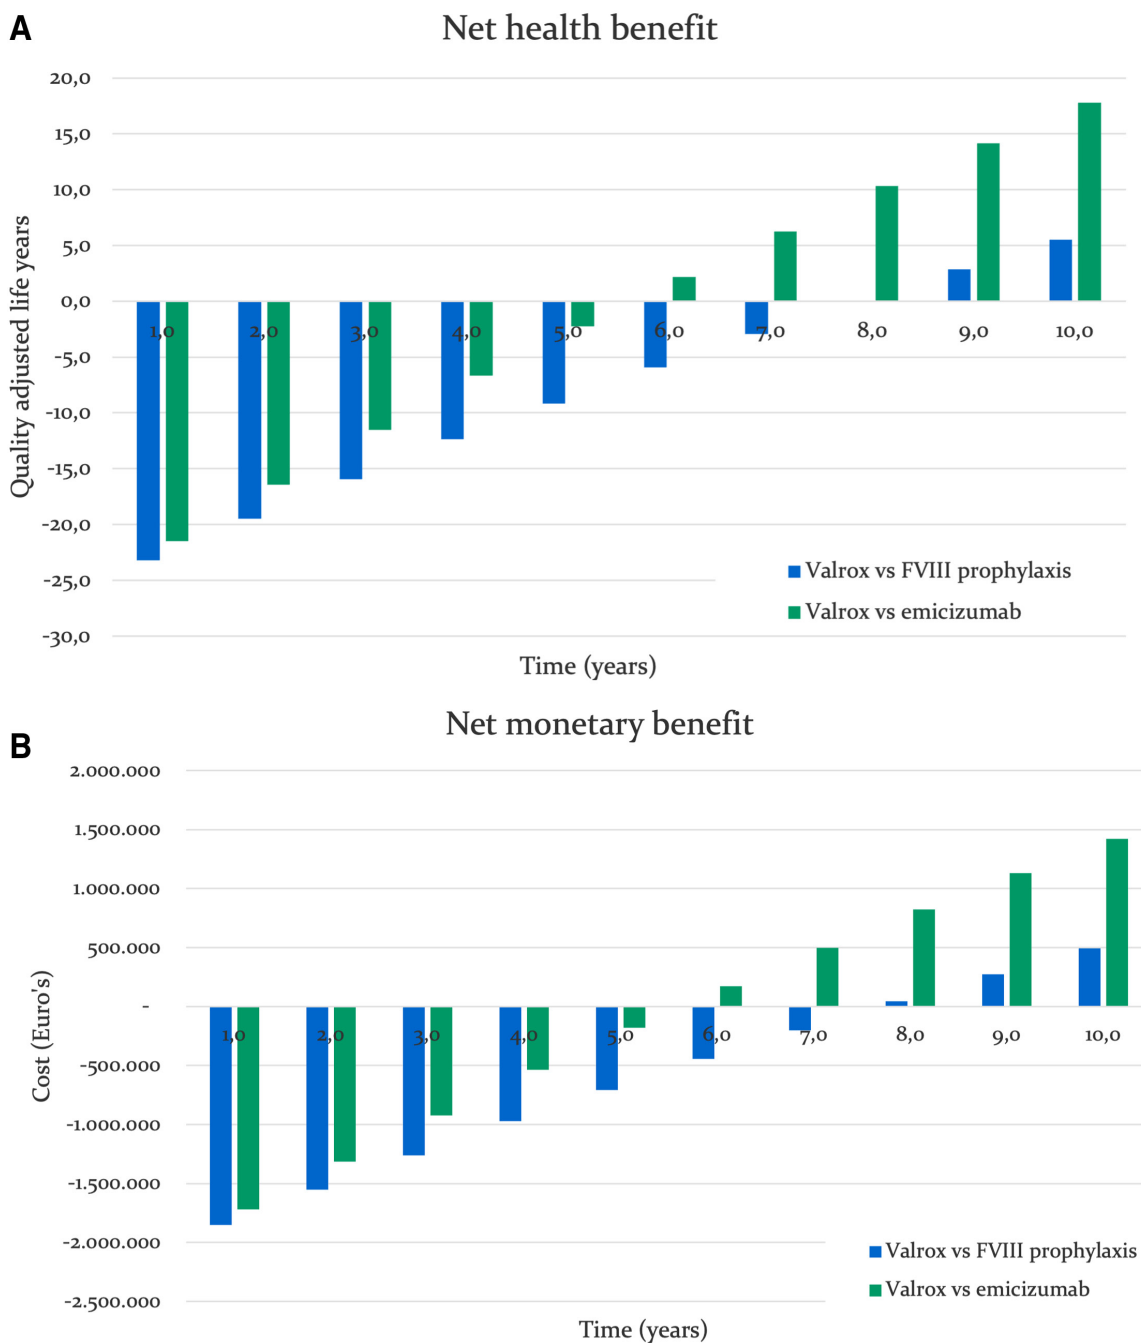 A
Net health benefit
20,0
15,0
10,0
5,0
0,0
-5,0
-10,0
-15,0
-20,0
-25,0
-30,0
Quality adjusted life years
1,0 2,0 3,0 4,0 5,0 6,0 7,0 8,0 9,0 10,0
Valrox vs FVIII prophylaxis
Valrox vs emicizumab
Time (years)
B
Net monetary benefit
2.000.000
1.500.000
1.000.000
500.000
-
-500.000
-1.000.000
-1.500.000
-2.000.000
-2.500.000
Cost (Euro's)
1,0 2,0 3,0 4,0 5,0 6,0 7,0 8,0 9,0 10,0
Valrox vs FVIII prophylaxis
Valrox vs emicizumab
Time (years)